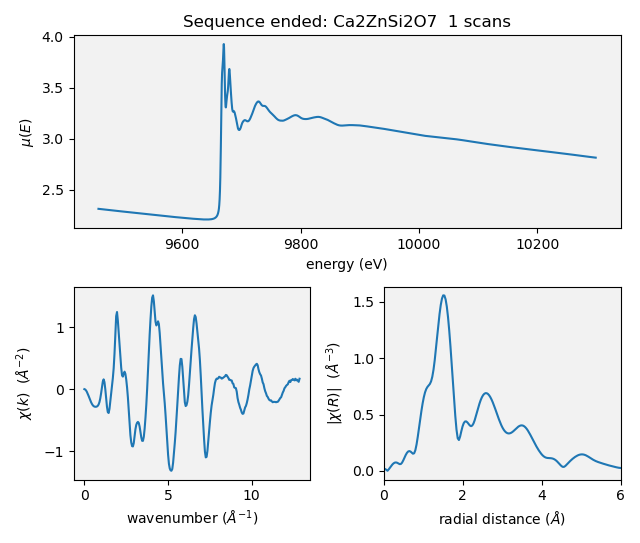 Sequence ended: Ca2ZnSi2O7  1 scans
4.0
3.5
3.0
2.5
μ(E)
9600 9800 10000 10200
energy (eV)
1
0
−1
χ(k) (Å⁻²)
0 5 10
wavenumber (Å⁻¹)
1.5
1.0
0.5
0.0
|χ(R)| (Å⁻³)
0 2 4 6
radial distance (Å)